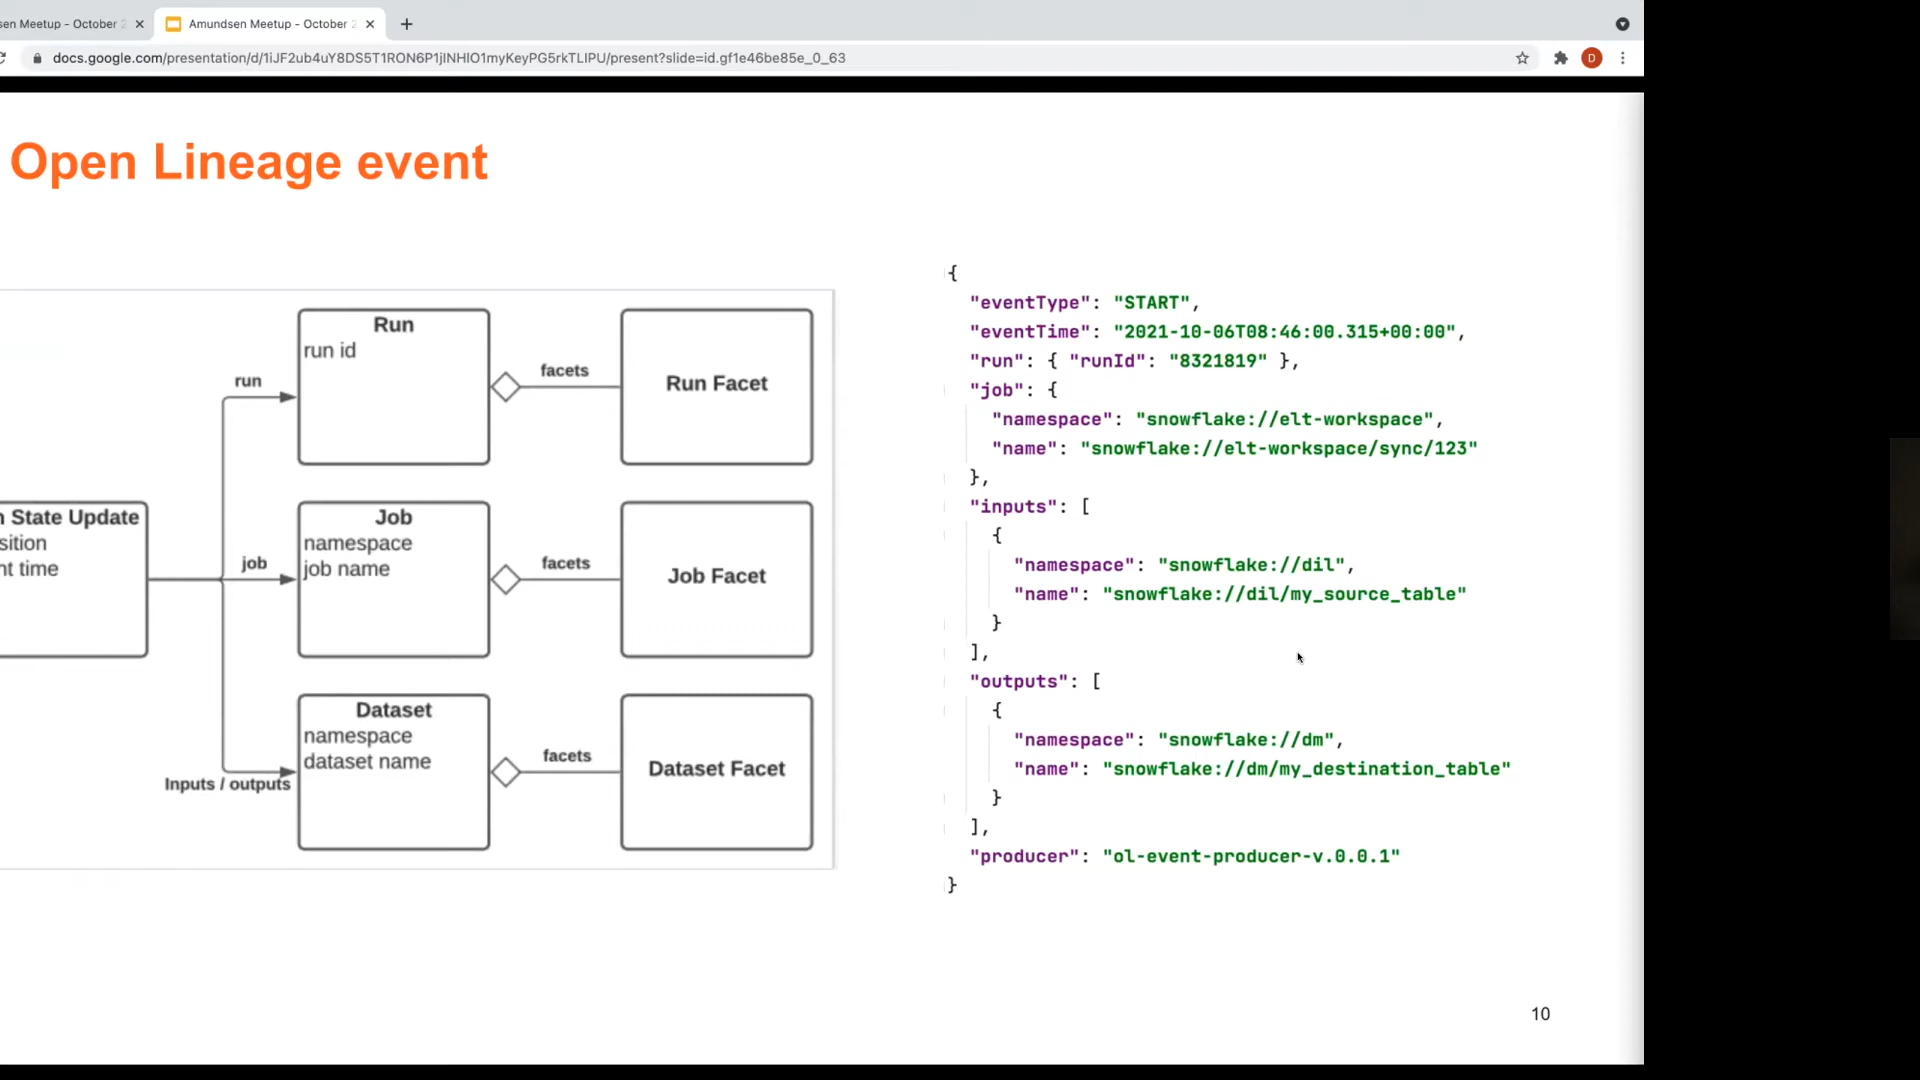 sen Meetup - October 2
Amundsen Meetup - October 2
docs.google.com/presentation/d/1iJF2ub4uY8DS5T1RON6P1jlNHIO1myKeyPG5rkTLIPU/present?slide=id.gf1e46be85e_0_63
D
Open Lineage event
Run
run id
run
facets
Run Facet
n State Update
sition
nt time
job
Job
namespace
job name
facets
Job Facet
Inputs / outputs
Dataset
namespace
dataset name
facets
Dataset Facet
{
"eventType": "START",
"eventTime": "2021-10-06T08:46:00.315+00:00",
"run": { "runId": "8321819" },
"job": {
"namespace": "snowflake://elt-workspace",
"name": "snowflake://elt-workspace/sync/123"
},
"inputs": [
{
"namespace": "snowflake://dil",
"name": "snowflake://dil/my_source_table"
}
],
"outputs": [
{
"namespace": "snowflake://dm",
"name": "snowflake://dm/my_destination_table"
}
],
"producer": "ol-event-producer-v.0.0.1"
}
10